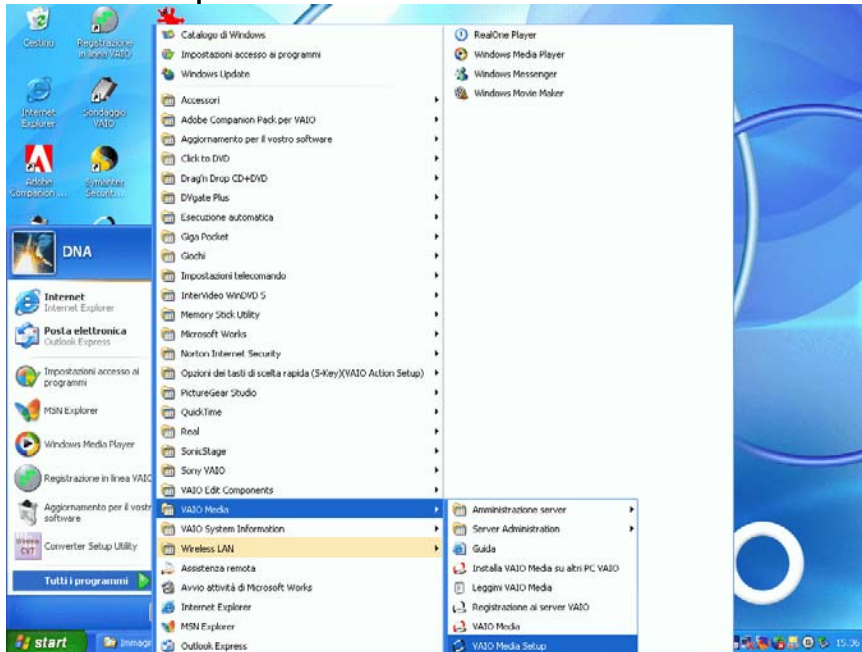 Cestino
Registrazione
in linea VAIO
Internet
Explorer
Sondaggio
VAIO
Adobe
Companion ...
Symantec
Securit...
DNA
Internet
Internet Explorer
Posta elettronica
Outlook Express
Impostazioni accesso ai
programmi
MSN Explorer
Windows Media Player
Registrazione in linea VAIO
Aggiornamento per il vostr
software
Converter Setup Utility
Tutti i programmi
start
Catalogo di Windows
Impostazioni accesso ai programmi
Windows Update
Accessori
Adobe Companion Pack per VAIO
Aggiornamento per il vostro software
Click to DVD
Drag'n Drop CD+DVD
DVgate Plus
Esecuzione automatica
Giga Pocket
Giochi
Impostazioni telecomando
InterVideo WinDVD 5
Memory Stick Utility
Microsoft Works
Norton Internet Security
Opzioni dei tasti di scelta rapida (S-Key)(VAIO Action Setup)
PictureGear Studio
QuickTime
Real
SonicStage
Sony VAIO
VAIO Edit Components
VAIO Media
VAIO System Information
Wireless LAN
Assistenza remota
Avvio attività di Microsoft Works
Internet Explorer
MSN Explorer
Outlook Express
RealOne Player
Windows Media Player
Windows Messenger
Windows Movie Maker
Amministrazione server
Server Administration
Guida
Installa VAIO Media su altri PC VAIO
Leggimi VAIO Media
Registrazione ai server VAIO
VAIO Media
VAIO Media Setup
15.36